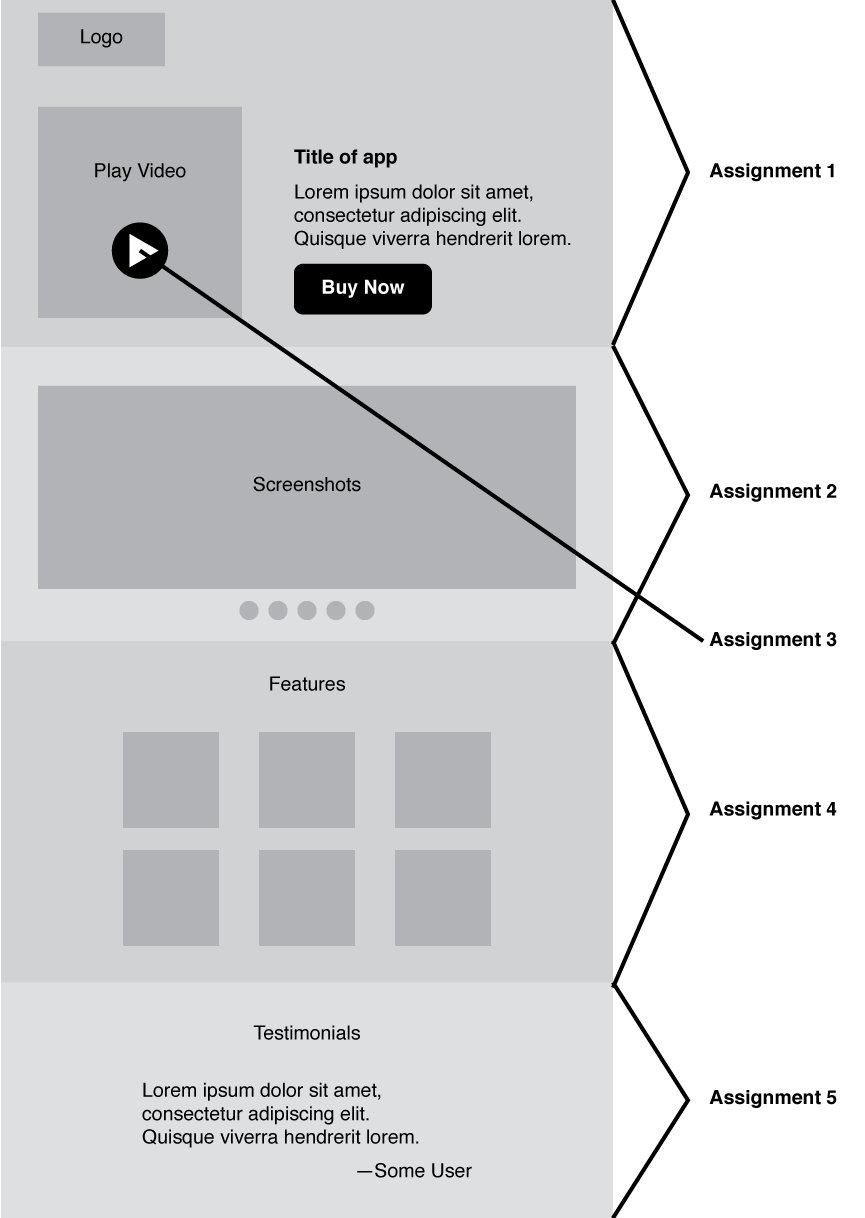 Logo
Play Video
Title of app
Lorem ipsum dolor sit amet,
consectetur adipiscing elit.
Quisque viverra hendrerit lorem.
Buy Now
Assignment 1
Screenshots
Assignment 2
Assignment 3
Features
Assignment 4
Testimonials
Lorem ipsum dolor sit amet,
consectetur adipiscing elit.
Quisque viverra hendrerit lorem.
—Some User
Assignment 5